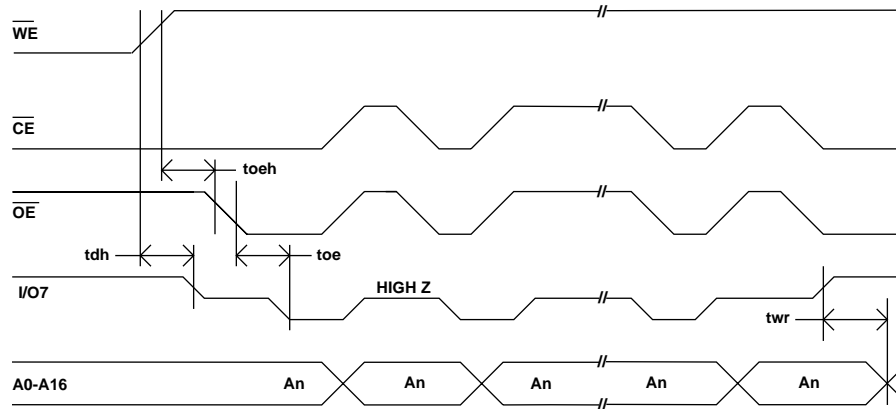 WE
CE
toeh
OE
tdh
toe
I/O7
HIGH Z
twr
A0-A16
An
An
An
An
An